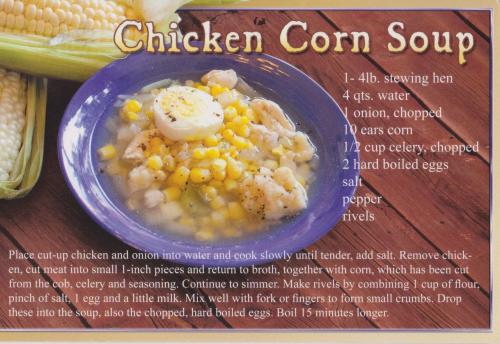 Chicken Corn Soup
1- 4lb. stewing hen
4 qts. water
1 onion, chopped
10 ears corn
1/2 cup celery, chopped
2 hard boiled eggs
salt
pepper
rivels
Place cut-up chicken and onion into water and cook slowly until tender, add salt. Remove chick-
en, cut meat into small 1-inch pieces and return to broth, together with corn, which has been cut
from the cob, celery and seasoning. Continue to simmer. Make rivels by combining 1 cup of flour,
pinch of salt, 1 egg and a little milk. Mix well with fork or fingers to form small crumbs. Drop
these into the soup, also the chopped, hard boiled eggs. Boil 15 minutes longer.